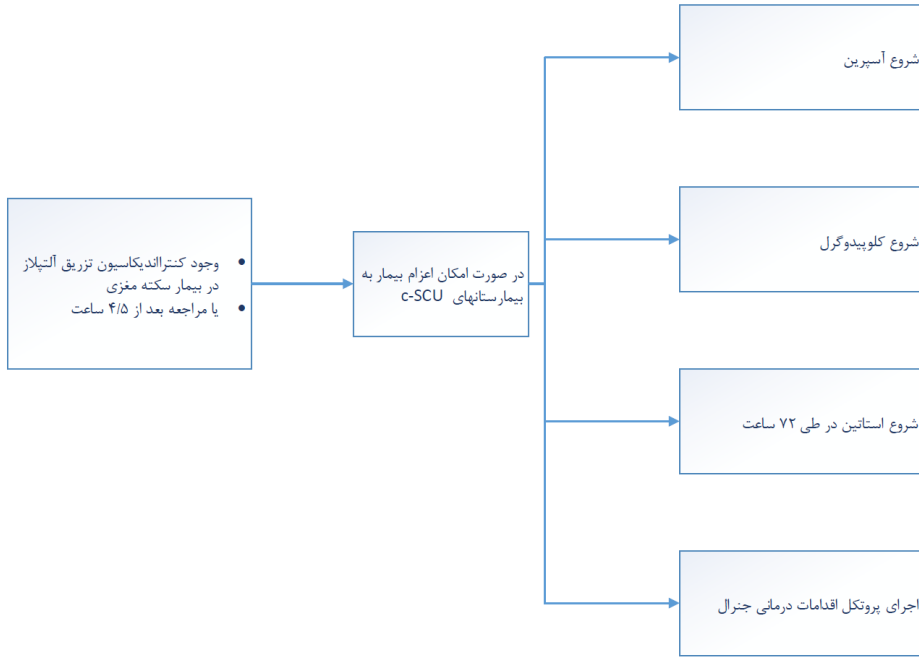 وجود کنترااندیکاسیون تزریق آلتپلاز
در بیمار سکته مغزی
یا مراجعه بعد از ۴/۵ ساعت
در صورت امکان اعزام بیمار به
بیمارستانهای c-SCU
شروع آسپرین
شروع کلوپیدوگرل
شروع استاتین در طی ۷۲ ساعت
اجرای پروتکل اقدامات درمانی جنرال